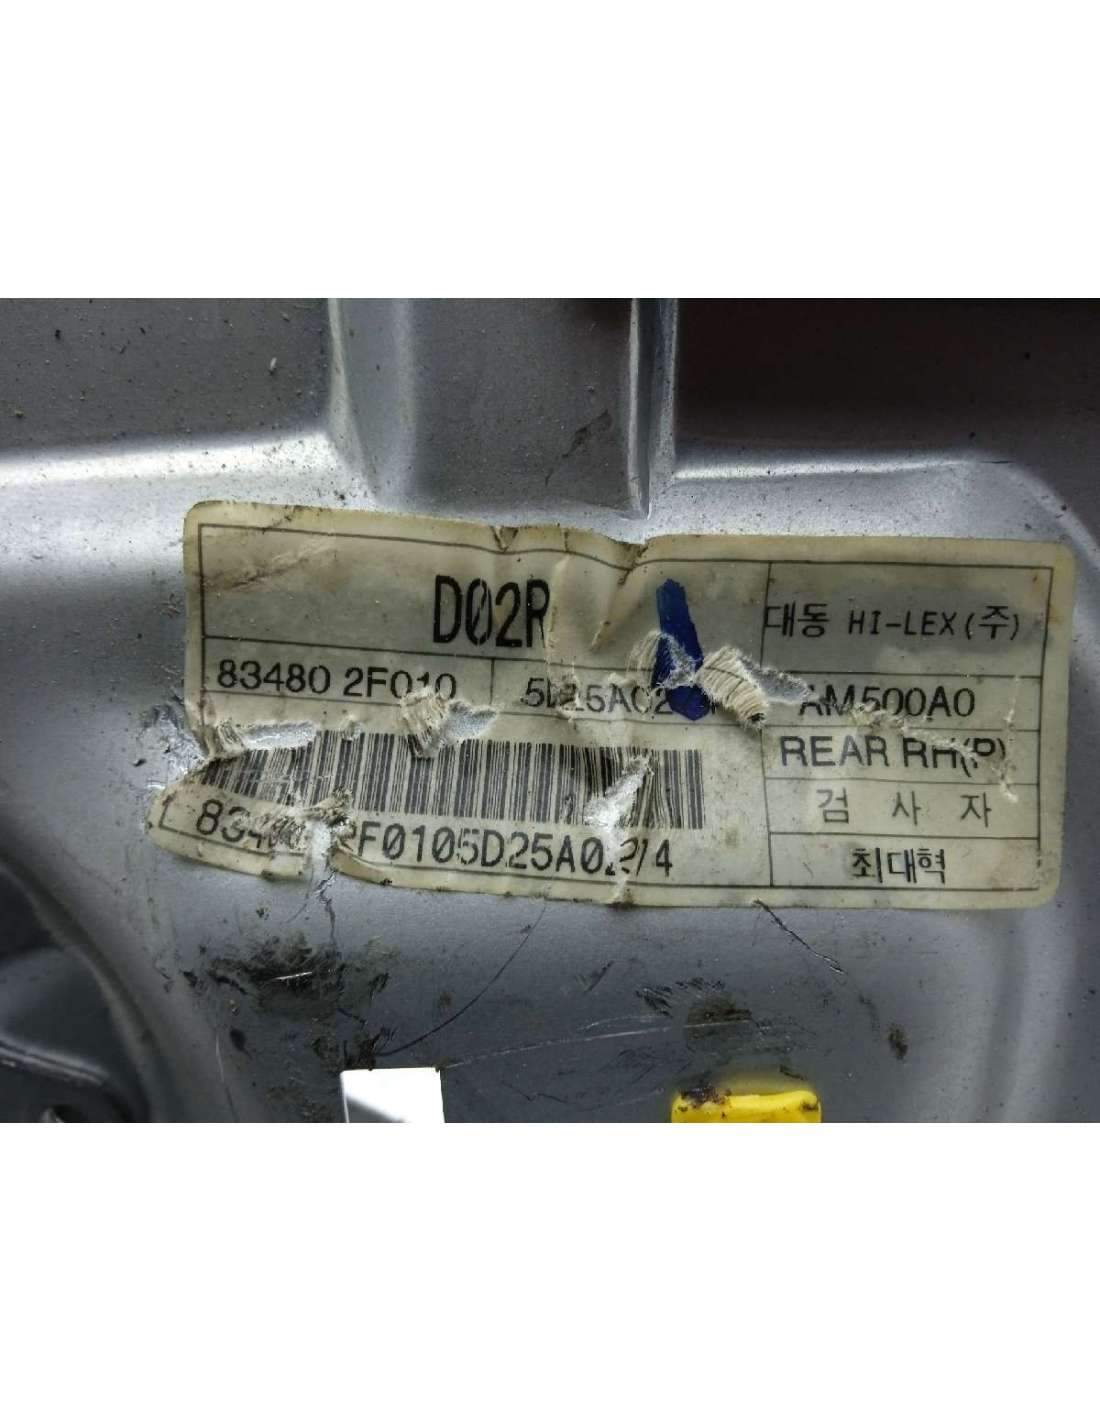 D02R
대동 HI-LEX(주)
83480 2F010
AM500A0
REAR RH(P)
검 사 자
최대혁